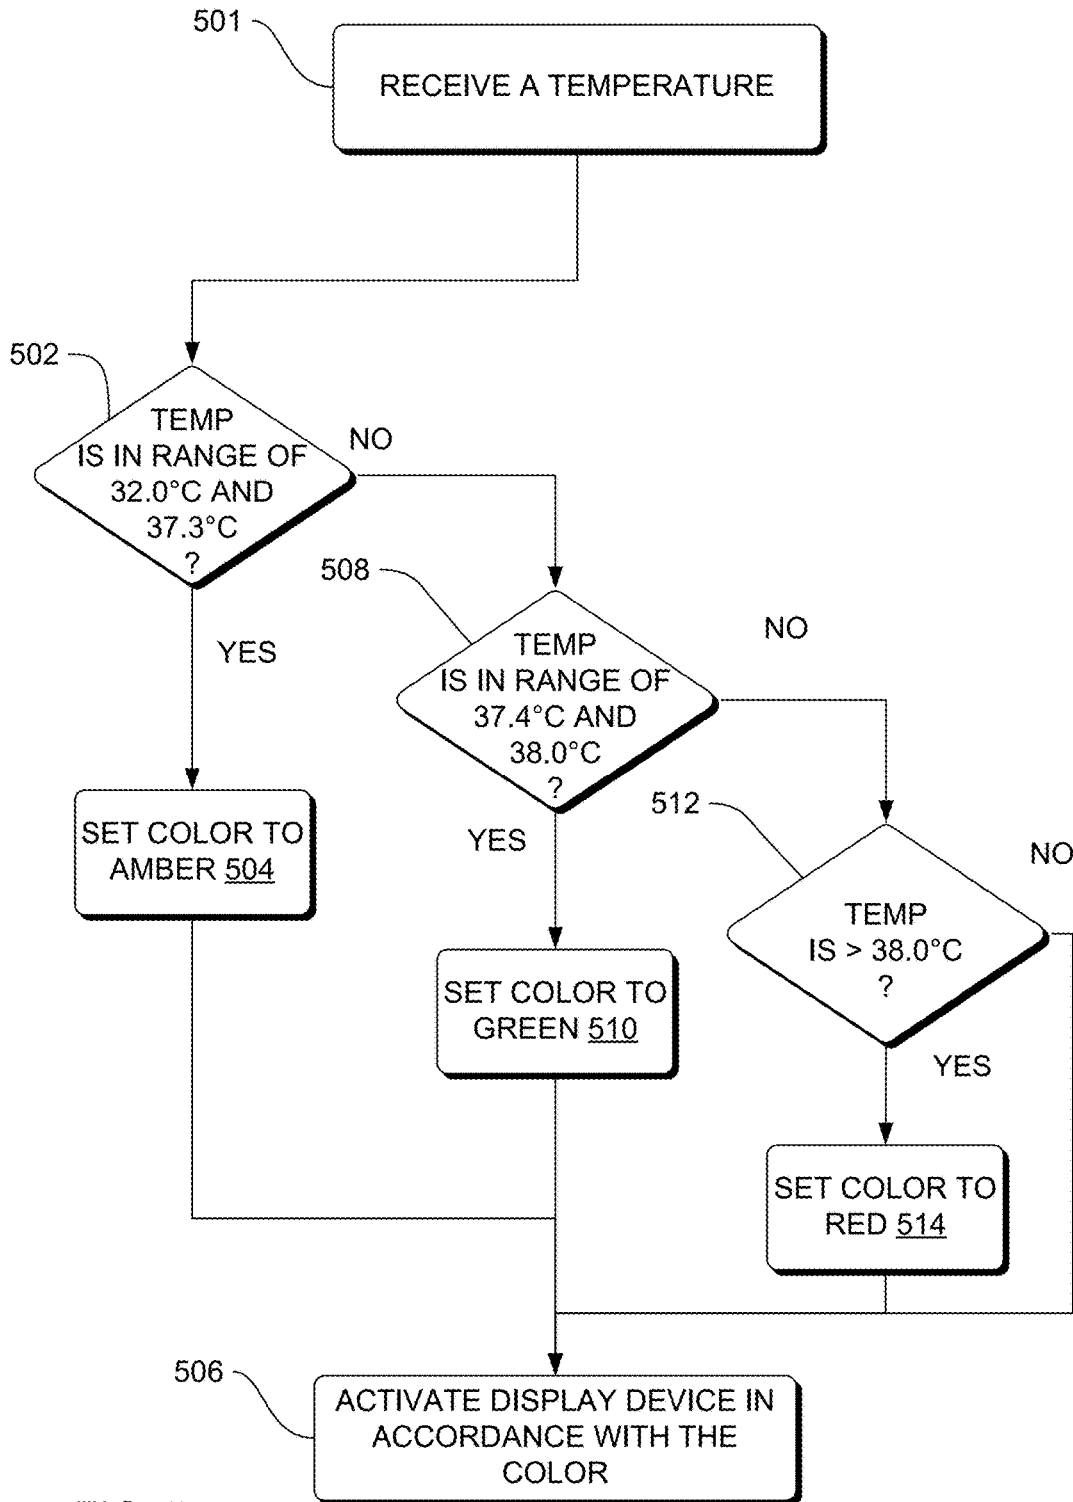 501
RECEIVE A TEMPERATURE
502
TEMP
IS IN RANGE OF
32.0°C AND
37.3°C
?
NO
YES
508
TEMP
IS IN RANGE OF
37.4°C AND
38.0°C
?
NO
YES
SET COLOR TO
AMBER 504
512
TEMP
IS > 38.0°C
?
NO
YES
SET COLOR TO
GREEN 510
SET COLOR TO
RED 514
506
ACTIVATE DISPLAY DEVICE IN
ACCORDANCE WITH THE
COLOR